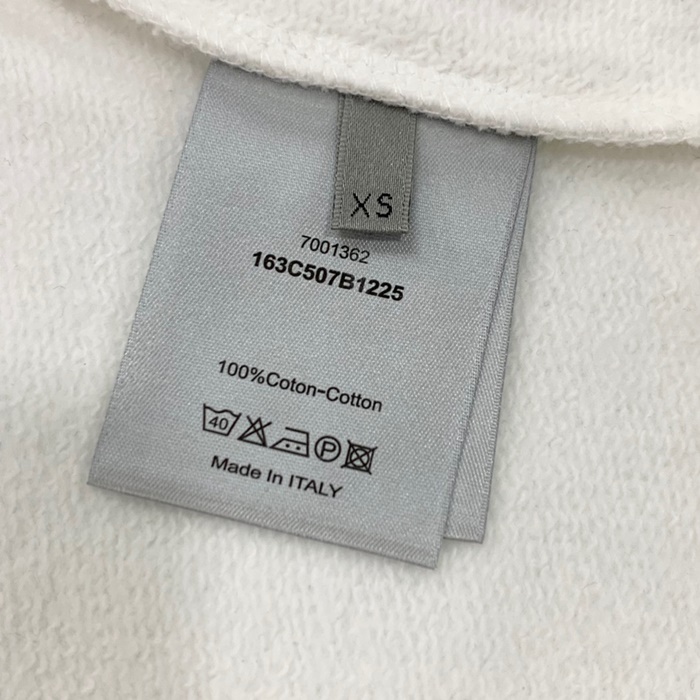 XS
7001362
163C507B1225
100%Coton-Cotton
40 P
Made In ITALY